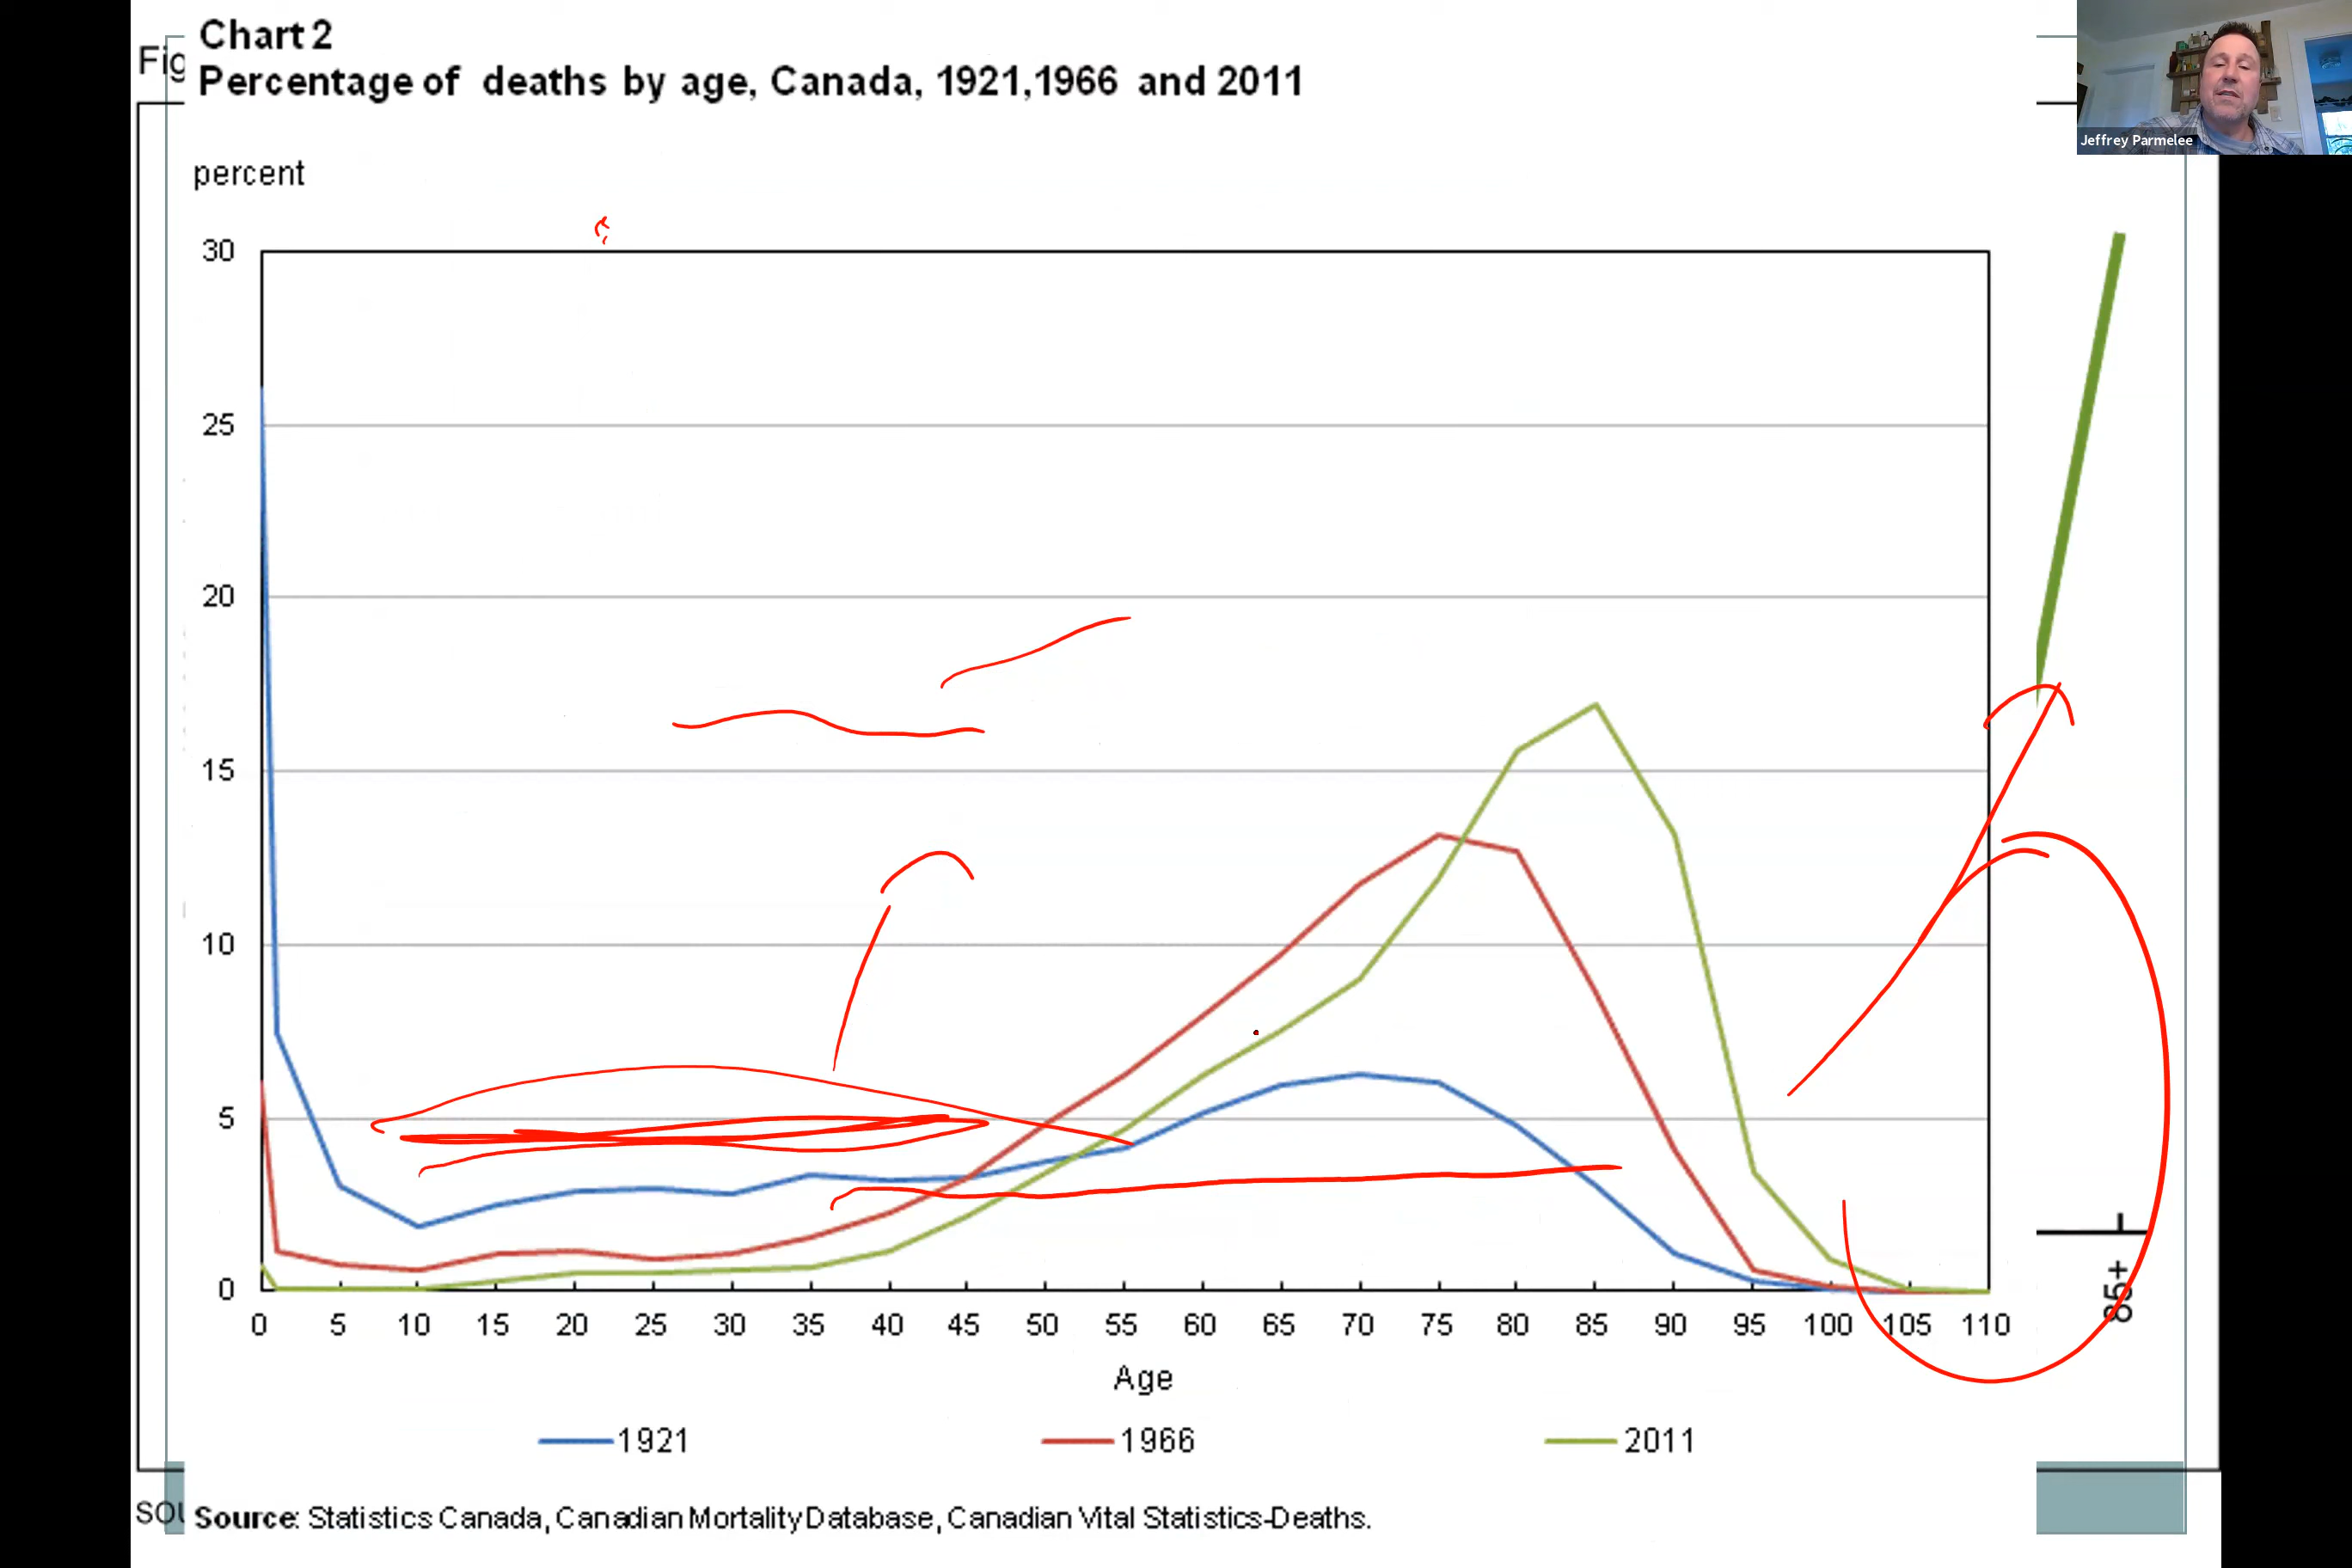 Chart 2
Fig
Percentage of deaths by age, Canada, 1921,1966 and 2011
Jeffrey Parmelee
percent
30
25
20
15
10
5
0
0 5 10 15 20 25 30 35 40 45 50 55 60 65 70 75 80 85 90 95 100 105 110
85+
Age
1921 1966 2011
SOU
Source: Statistics Canada, Canadian Mortality Database, Canadian Vital Statistics-Deaths.